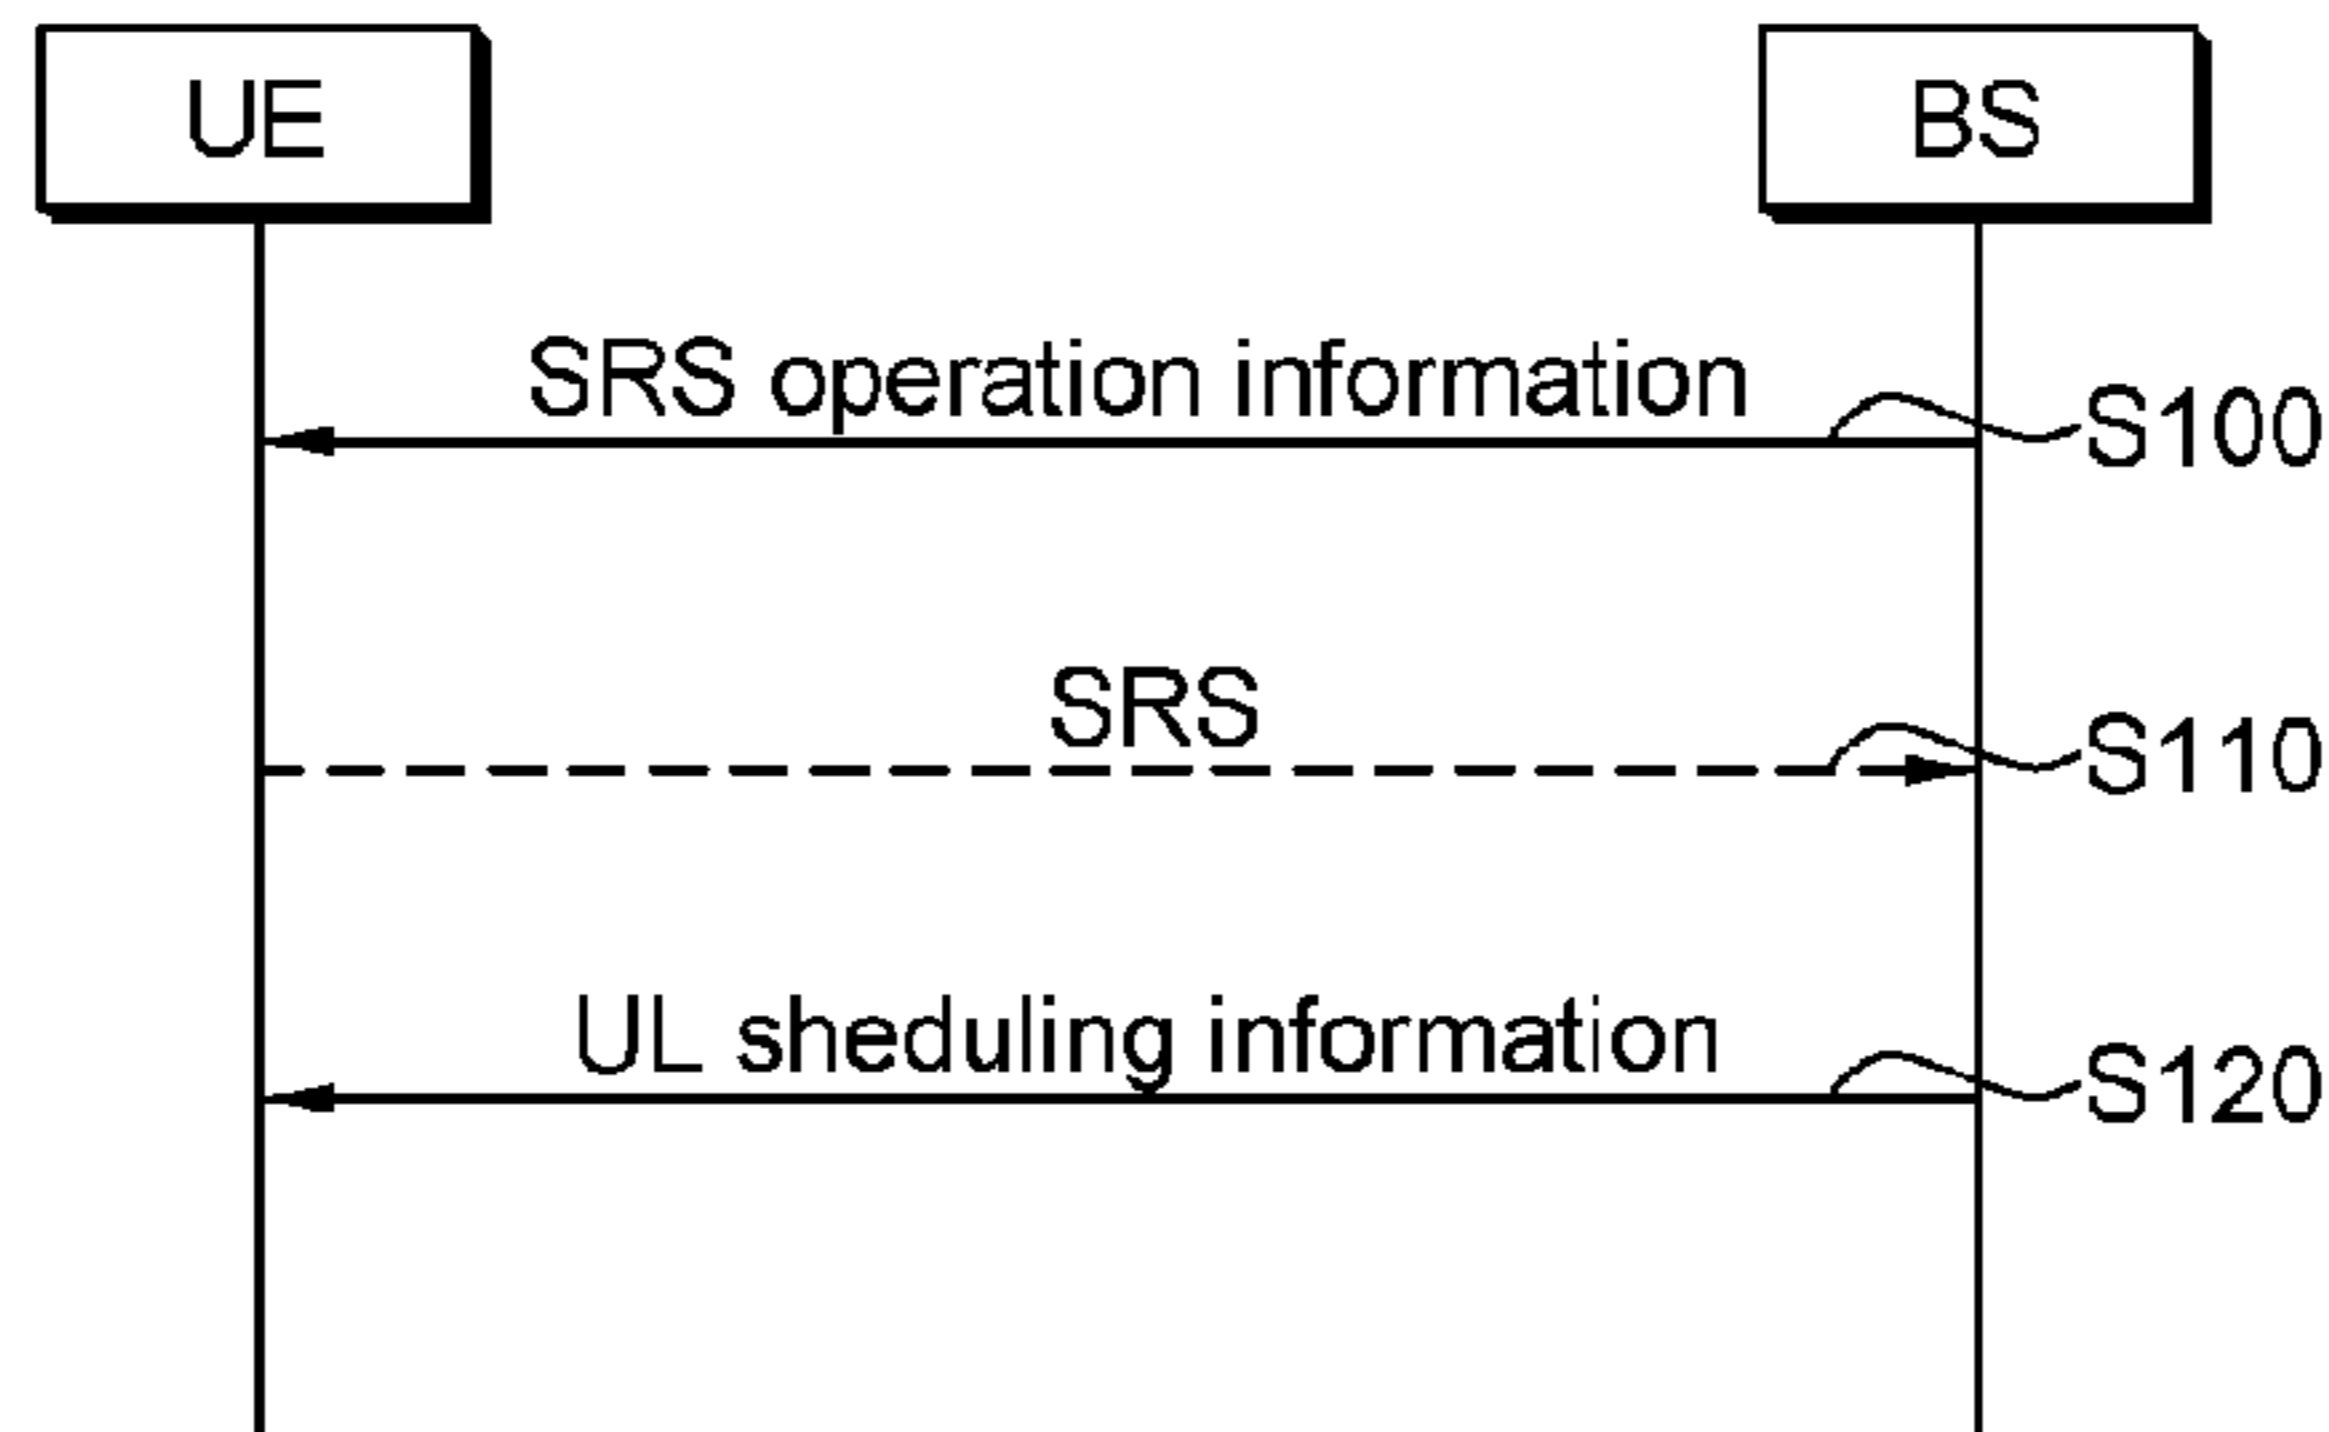 UE
BS
SRS operation information
S100
SRS
S110
UL sheduling information
S120